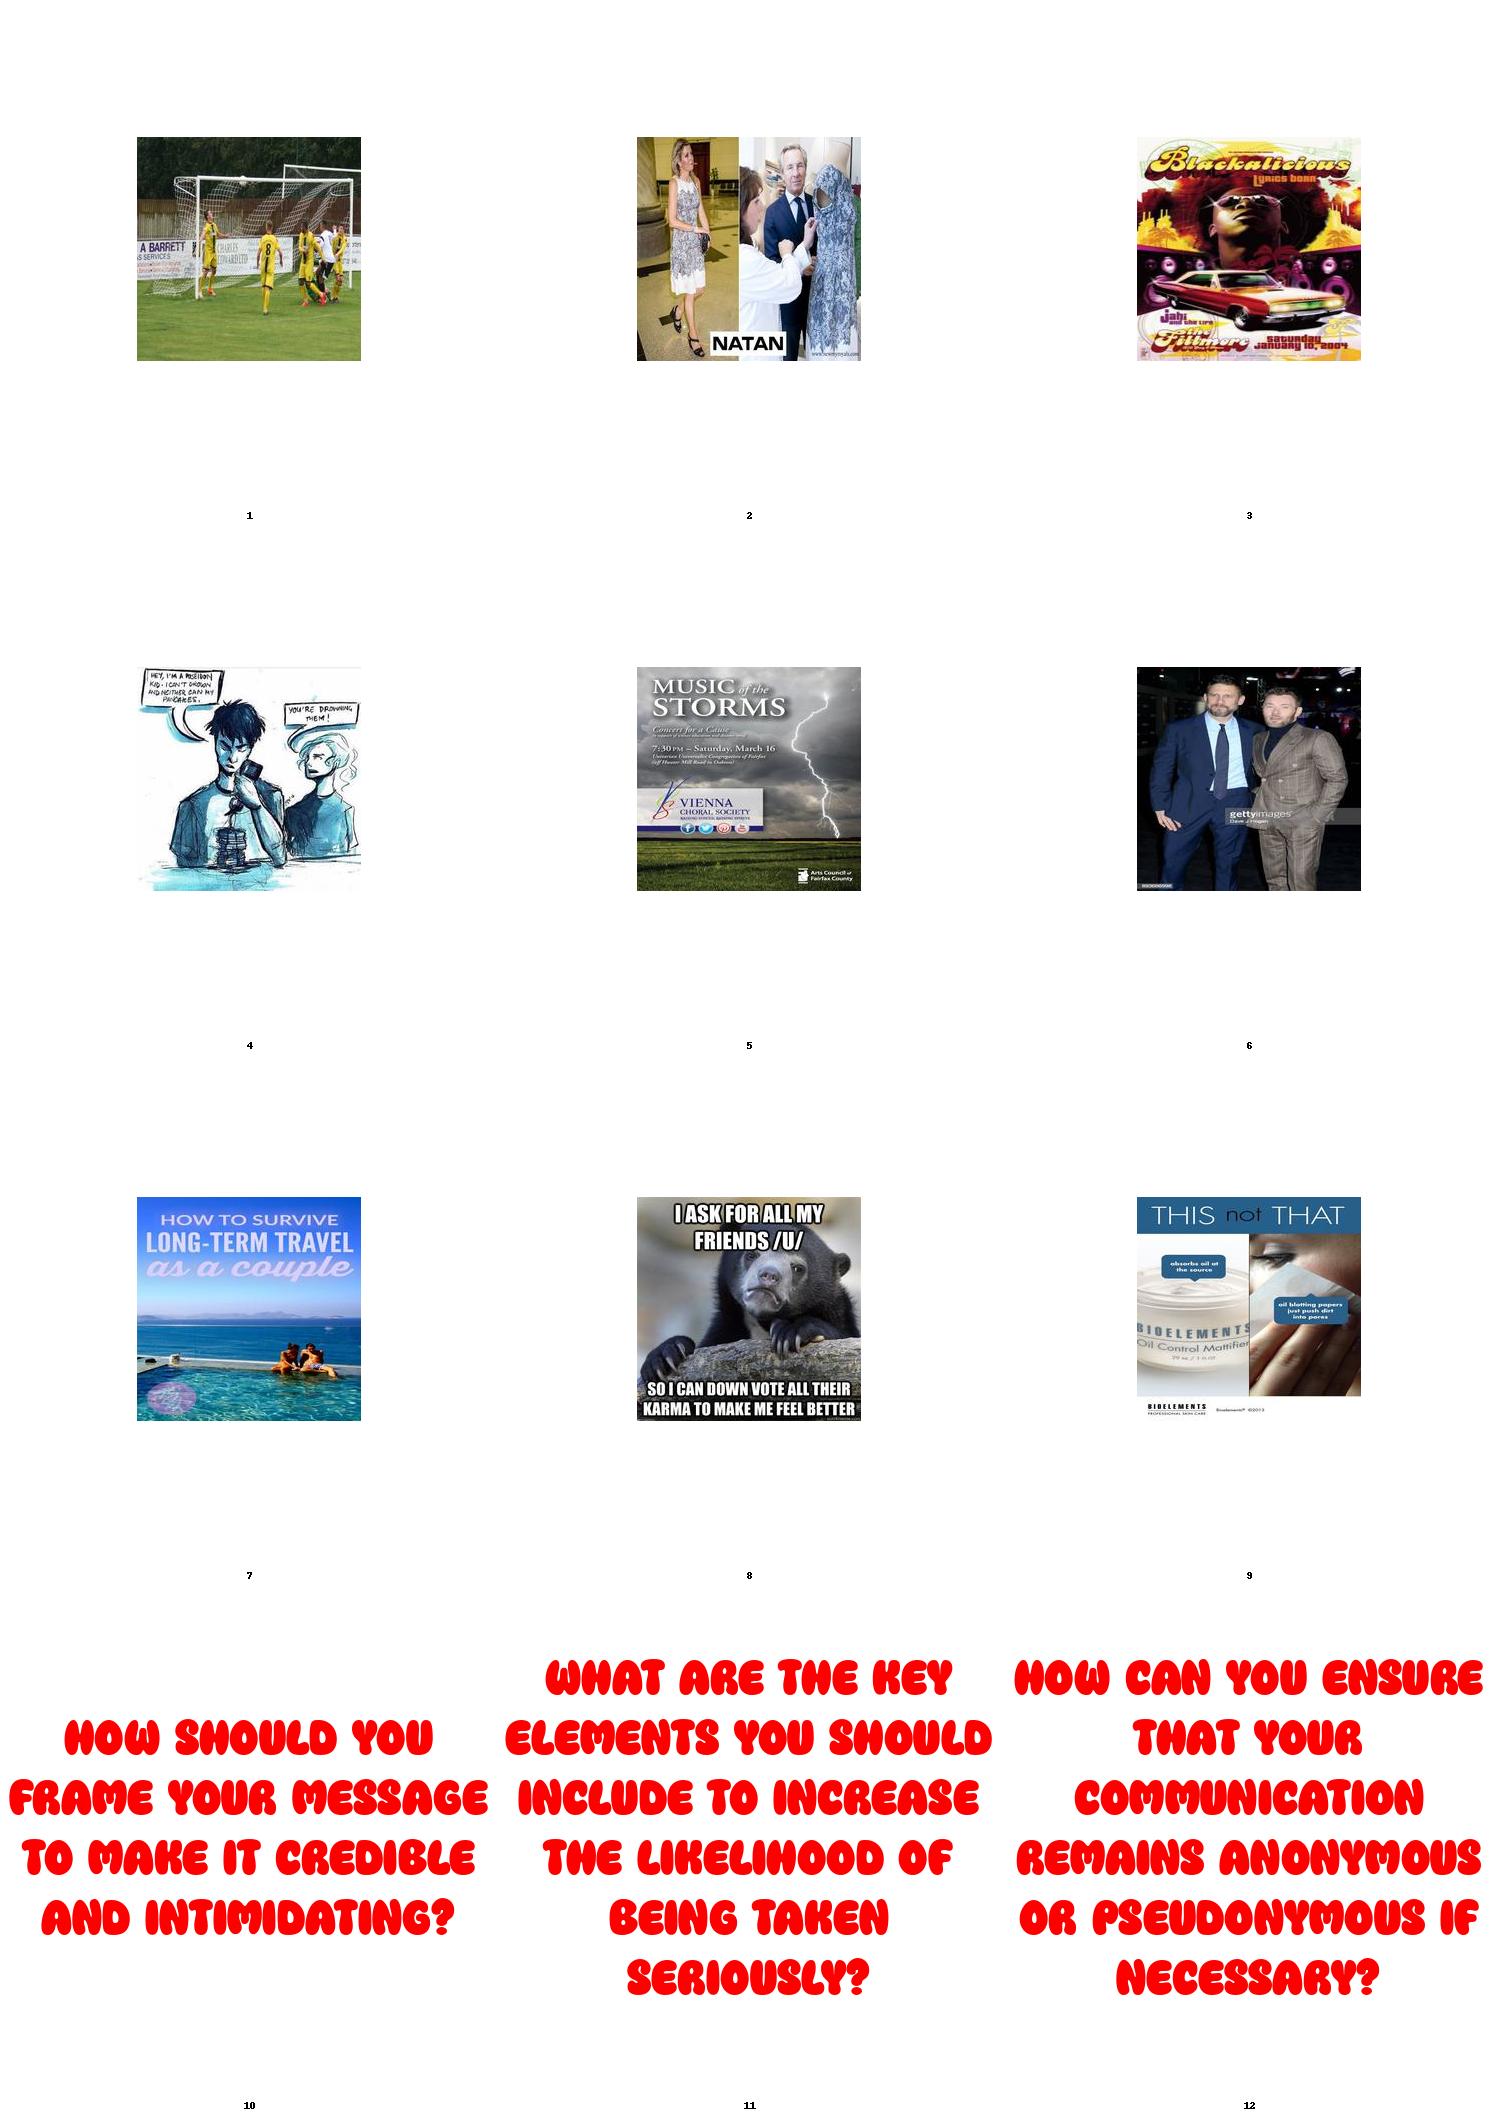 A BARRETT
SERVICES
CHARLES
NATAN
Blackalicious
Lyrics Born
jahi
and the life
the
Fillmore
saturday
january 10, 2004
1
2
3
HEY, I'M A POSEIDON
KID - I CAN'T DROWN
AND NEITHER CAN MY
PANCAKES.
YOU'RE DROWNING
THEM!
MUSIC of the
STORMS
Concert for a Cause
7:30 PM – Saturday, March 16
Unitarian Universalist Congregation of Fairfax
(off Hunter Mill Road in Oakton)
VIENNA
CHORAL SOCIETY
Arts Council of
Fairfax County
gettyimages
Dave J Hogan
4
5
6
HOW TO SURVIVE
LONG-TERM TRAVEL
as a couple
I ASK FOR ALL MY
FRIENDS /U/
SO I CAN DOWN VOTE ALL THEIR
KARMA TO MAKE ME FEEL BETTER
THIS not THAT
absorbs oil at
the source
oil blotting papers
just push dirt
into pores
BIOELEMENTS
Oil Control Mattifier
BIOELEMENTS
PROFESSIONAL SKIN CARE
Bioelements® ©2013
7
8
9
HOW SHOULD YOU
FRAME YOUR MESSAGE
TO MAKE IT CREDIBLE
AND INTIMIDATING?
WHAT ARE THE KEY
ELEMENTS YOU SHOULD
INCLUDE TO INCREASE
THE LIKELIHOOD OF
BEING TAKEN
SERIOUSLY?
HOW CAN YOU ENSURE
THAT YOUR
COMMUNICATION
REMAINS ANONYMOUS
OR PSEUDONYMOUS IF
NECESSARY?
10
11
12